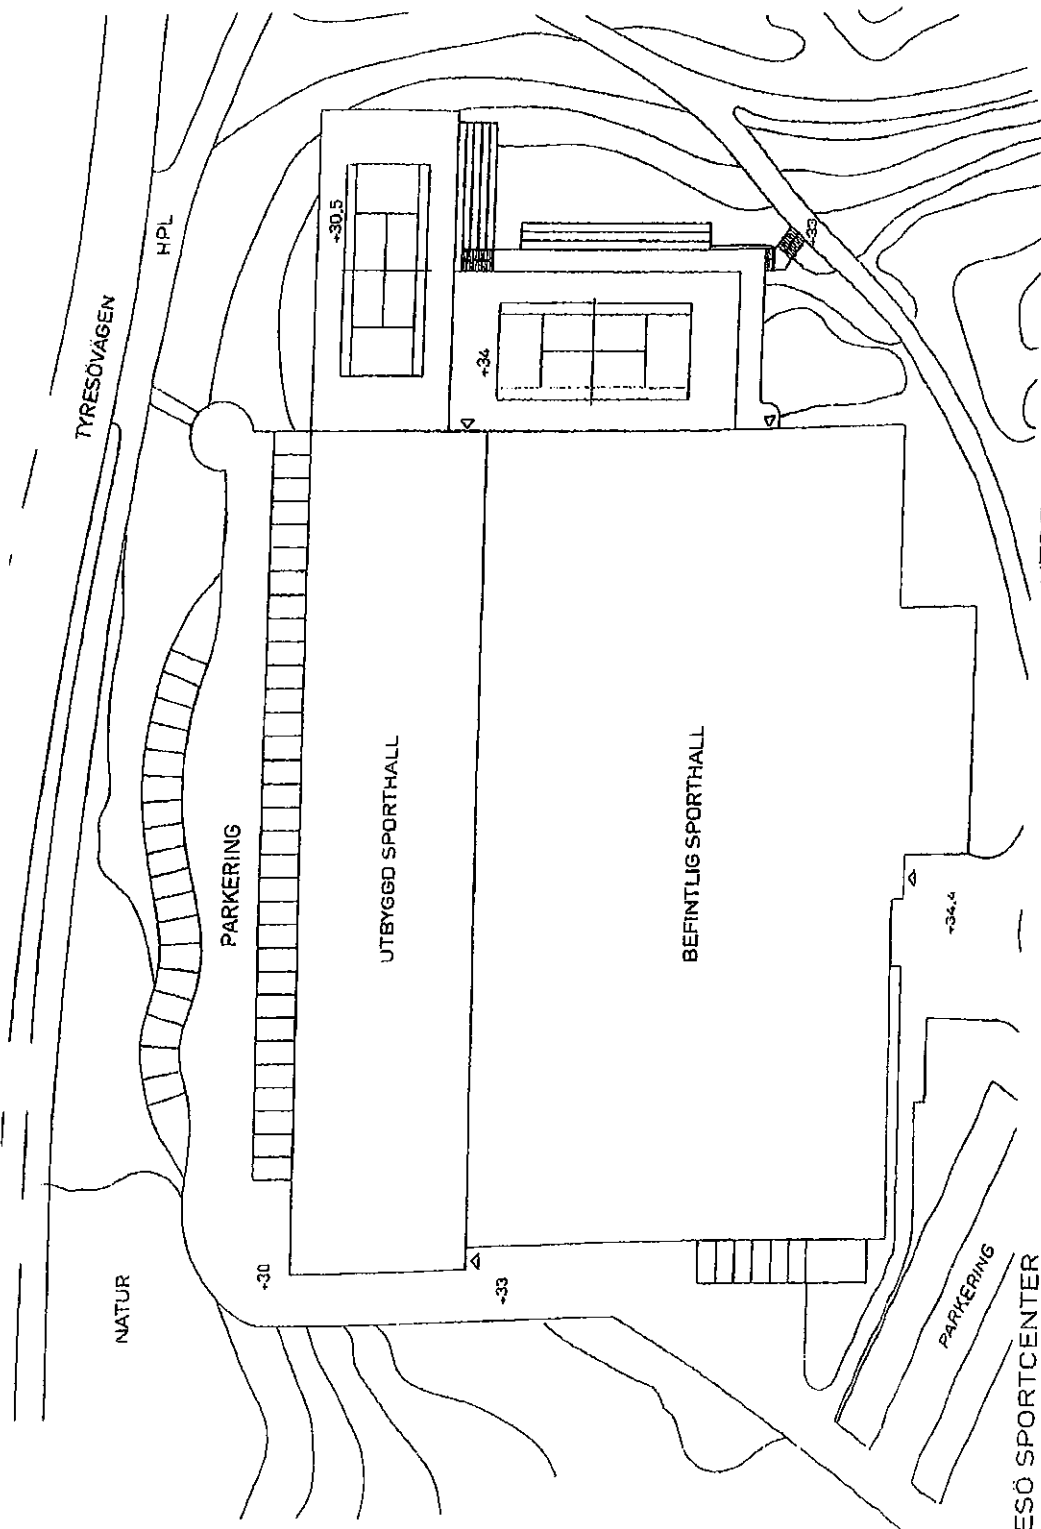 TYRESÖVÄGEN
HPL
+30,5
+34
+33
PARKERING
UTBYGGD SPORTHALL
BEFINTLIG SPORTHALL
+34,4
NATUR
+30
+33
PARKERING
ESÖ SPORTCENTER